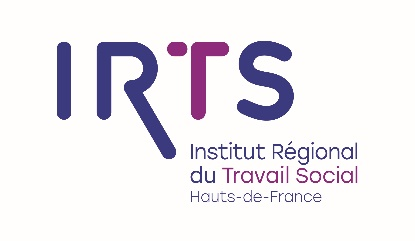 IRTS
Institut Régional
du Travail Social
Hauts-de-France